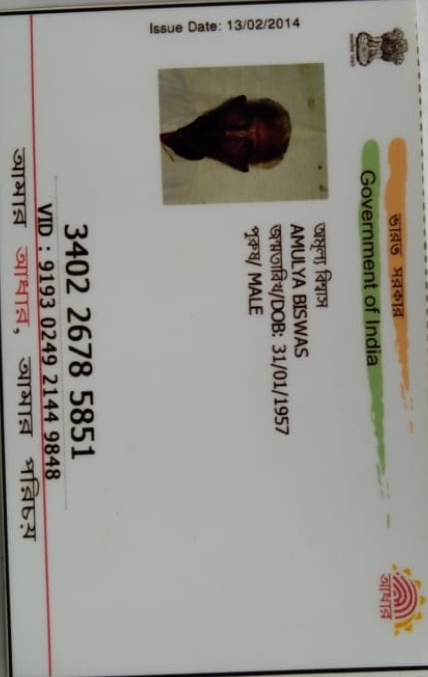 ভারত সরকার
Government of India
Issue Date: 13/02/2014
অমূল্য বিশ্বাস
AMULYA BISWAS
জন্মতারিখ/DOB: 31/01/1957
পুরুষ/ MALE
আধার
3402 2678 5851
VID : 9193 0249 2144 9848
আমার আধার, আমার পরিচয়